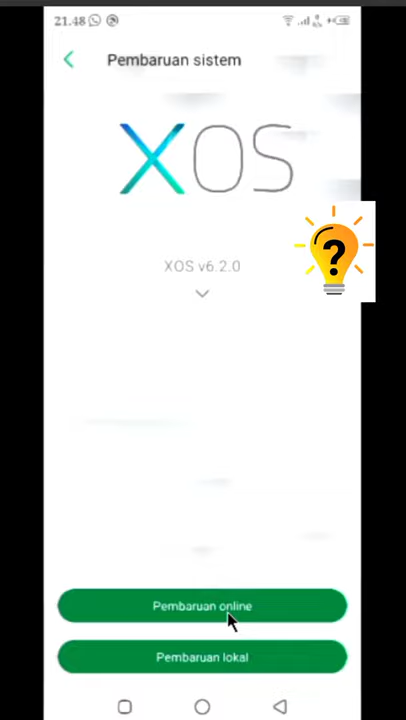 21.48
Pembaruan sistem
XOS
?
XOS v6.2.0
Pembaruan online
Pembaruan lokal